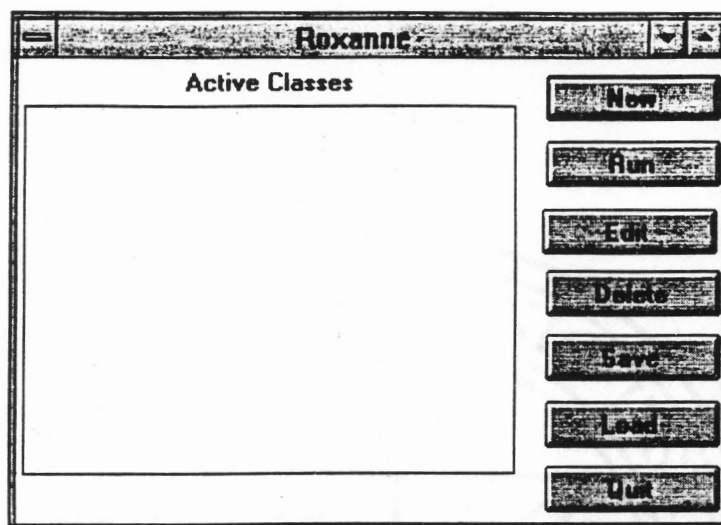 Roxanne
Active Classes
New
Run
Edit
Delete
Save
Load
Quit